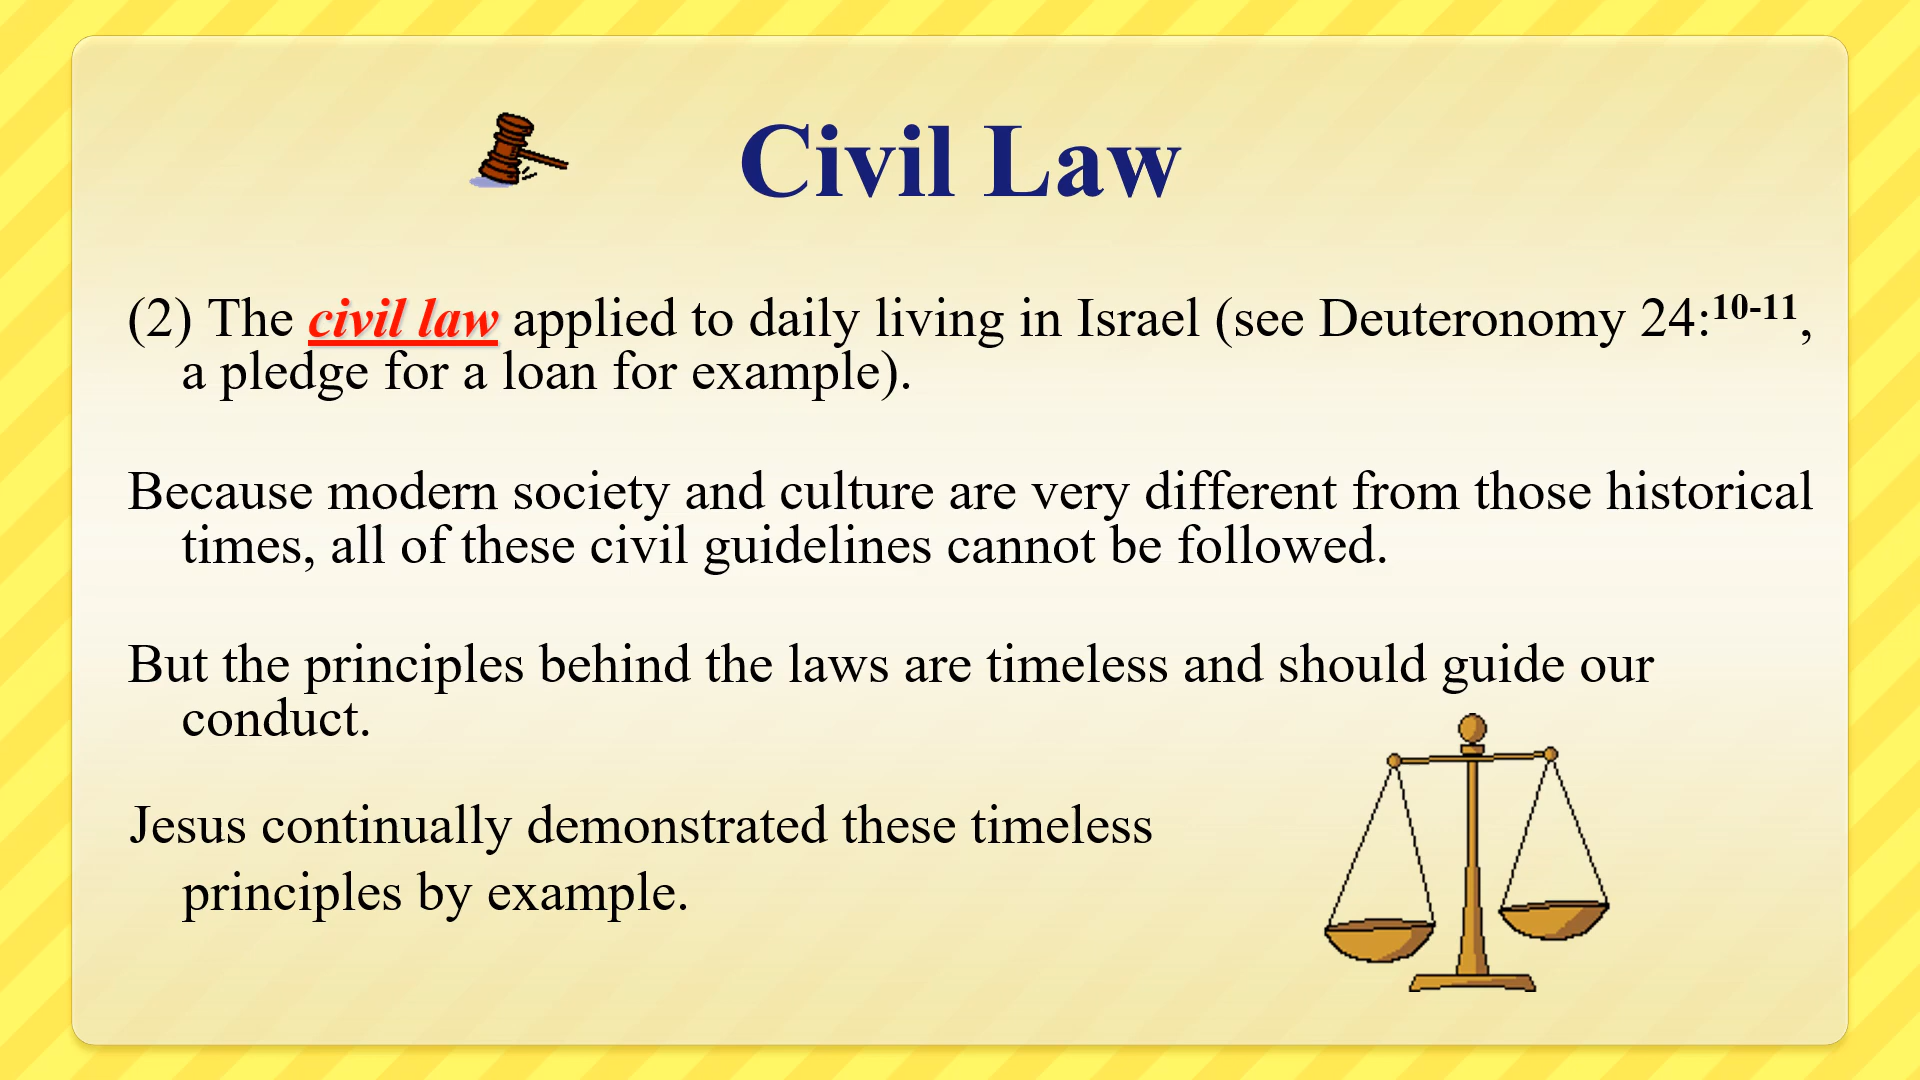 Civil Law
(2) The civil law applied to daily living in Israel (see Deuteronomy 24:10-11,
a pledge for a loan for example).
Because modern society and culture are very different from those historical
times, all of these civil guidelines cannot be followed.
But the principles behind the laws are timeless and should guide our
conduct.
Jesus continually demonstrated these timeless
principles by example.